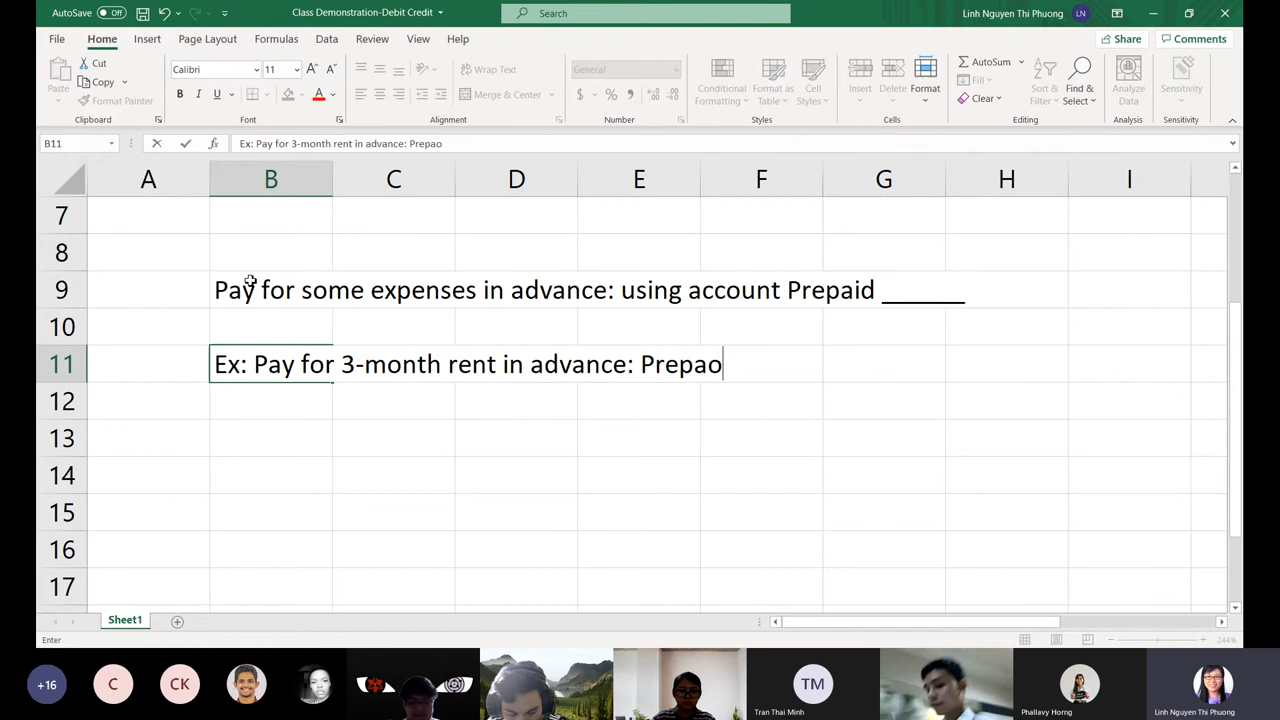 AutoSave Off Class Demonstration-Debit Credit Search Linh Nguyen Thi Phuong LN
File Home Insert Page Layout Formulas Data Review View Help Share Comments
Paste Cut Copy Format Painter Clipboard
Calibri 11 A A B I U A Font
Wrap Text Merge & Center Alignment
General $ % , Number
Conditional Formatting Format as Table Cell Styles Styles
Insert Delete Format Cells
AutoSum Fill Clear Sort & Filter Find & Select Editing
Analyze Data Analysis
Sensitivity Sensitivity
B11 fx Ex: Pay for 3-month rent in advance: Prepao
A B C D E F G H I
7
8
9 Pay for some expenses in advance: using account Prepaid ______
10
11 Ex: Pay for 3-month rent in advance: Prepao
12
13
14
15
16
17
Sheet1
Enter 244%
+16 C CK TM
Tran Thai Minh Phallavy Horng Linh Nguyen Thi Phuong